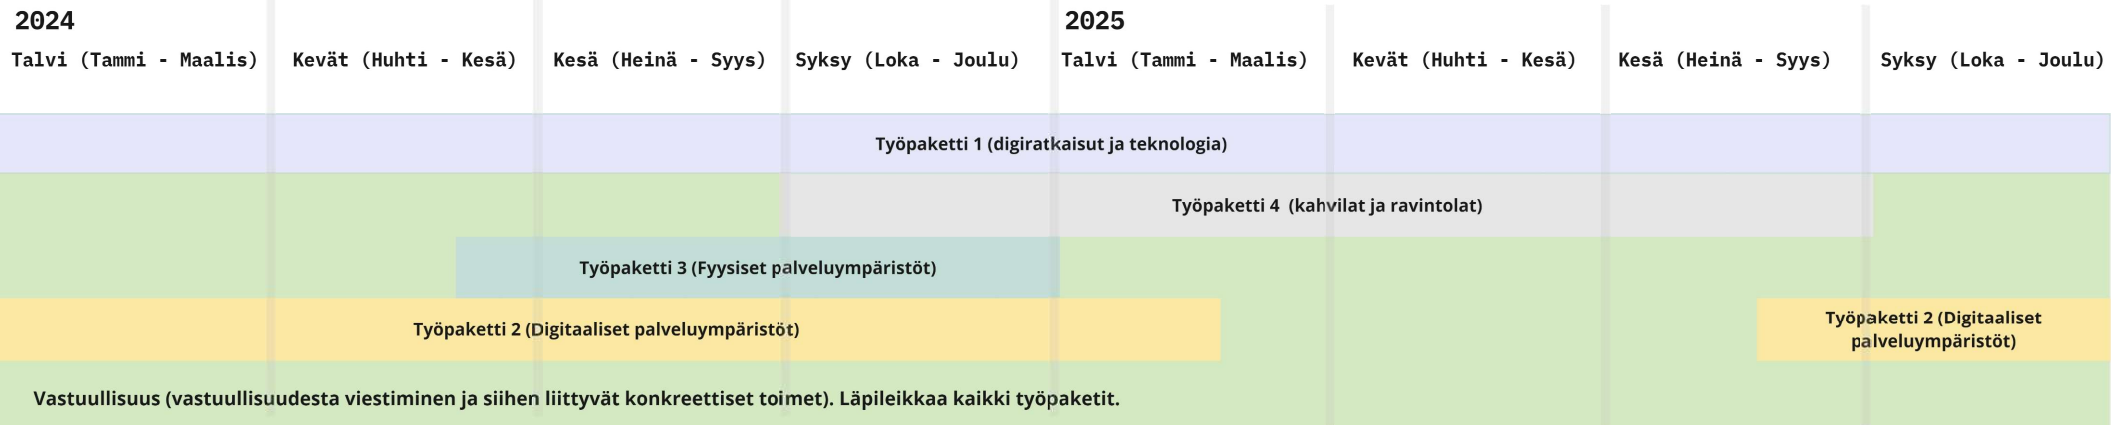 2024
2025
Talvi (Tammi - Maalis)
Kevät (Huhti - Kesä)
Kesä (Heinä - Syys)
Syksy (Loka - Joulu)
Talvi (Tammi - Maalis)
Kevät (Huhti - Kesä)
Kesä (Heinä - Syys)
Syksy (Loka - Joulu)
Työpaketti 1 (digiratkaisut ja teknologia)
Työpaketti 4 (kahvilat ja ravintolat)
Työpaketti 3 (Fyysiset palveluympäristöt)
Työpaketti 2 (Digitaaliset palveluympäristöt)
Työpaketti 2 (Digitaaliset
palveluympäristöt)
Vastuullisuus (vastuullisuudesta viestiminen ja siihen liittyvät konkreettiset toimet). Läpileikkaa kaikki työpaketit.